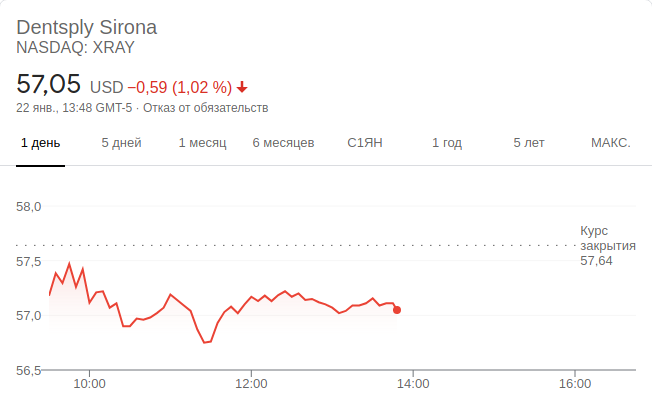 Dentsply Sirona
NASDAQ: XRAY
57,05 USD −0,59 (1,02 %)
22 янв., 13:48 GMT-5 · Отказ от обязательств
1 день 5 дней 1 месяц 6 месяцев С1ЯН 1 год 5 лет МАКС.
58,0
Курс
закрытия
57,64
57,5
57,0
56,5
10:00 12:00 14:00 16:00